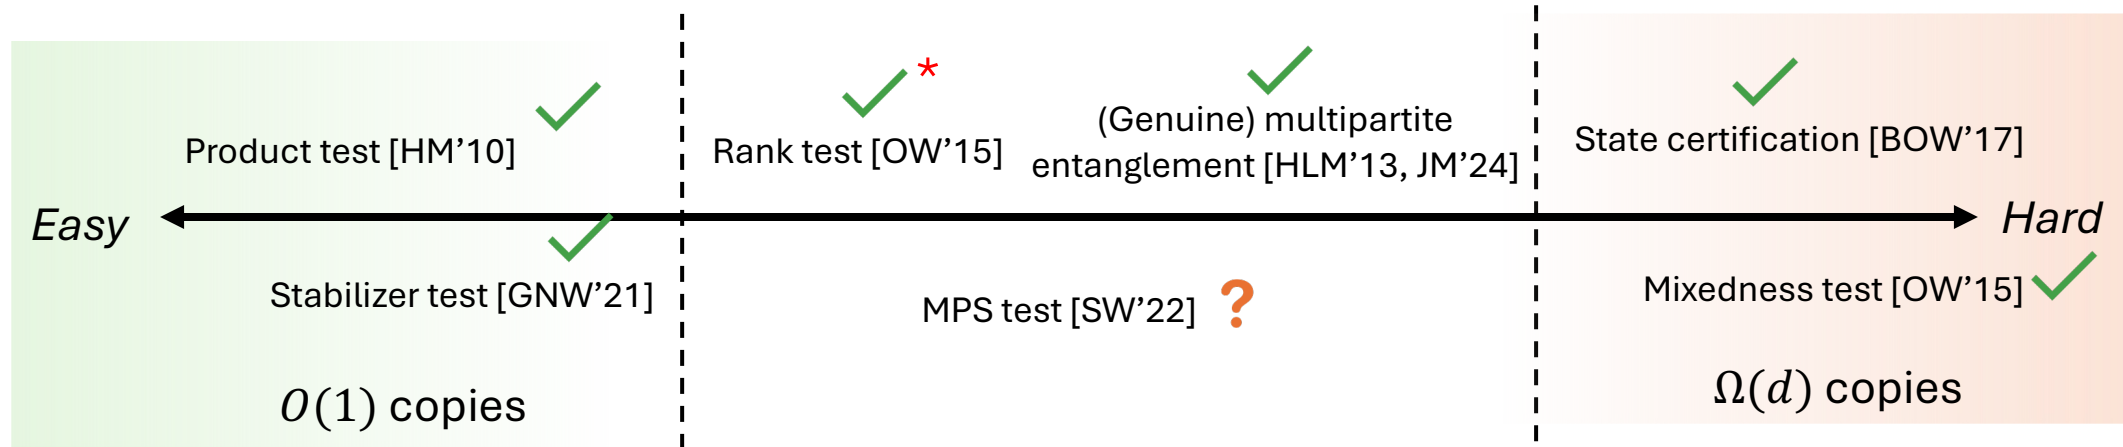 *
(Genuine) multipartite
Product test [HM’10]
Rank test [OW’15]
entanglement [HLM’13, JM’24]
State certification [BOW’17]
Easy
Hard
Stabilizer test [GNW’21]
MPS test [SW’22] ?
Mixedness test [OW’15]
O(1) copies
Ω(d) copies